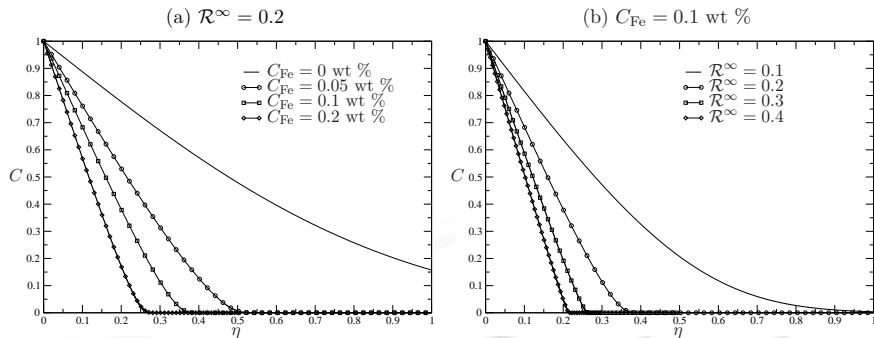 (a) ℛ^∞ = 0.2
(b) C_Fe = 0.1 wt %
1
0.9
0.8
0.7
0.6
C 0.5
0.4
0.3
0.2
0.1
0
0 0.1 0.2 0.3 0.4 0.5 0.6 0.7 0.8 0.9 1
η
C_Fe = 0 wt %
C_Fe = 0.05 wt %
C_Fe = 0.1 wt %
C_Fe = 0.2 wt %
1
0.9
0.8
0.7
0.6
C 0.5
0.4
0.3
0.2
0.1
0
0 0.1 0.2 0.3 0.4 0.5 0.6 0.7 0.8 0.9 1
η
ℛ^∞ = 0.1
ℛ^∞ = 0.2
ℛ^∞ = 0.3
ℛ^∞ = 0.4